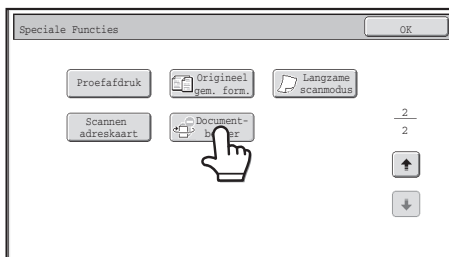 Speciale Functies
OK
Proefafdruk
Origineel
gem. form.
Langzame
scanmodus
Scannen
adreskaart
Document-
2
2